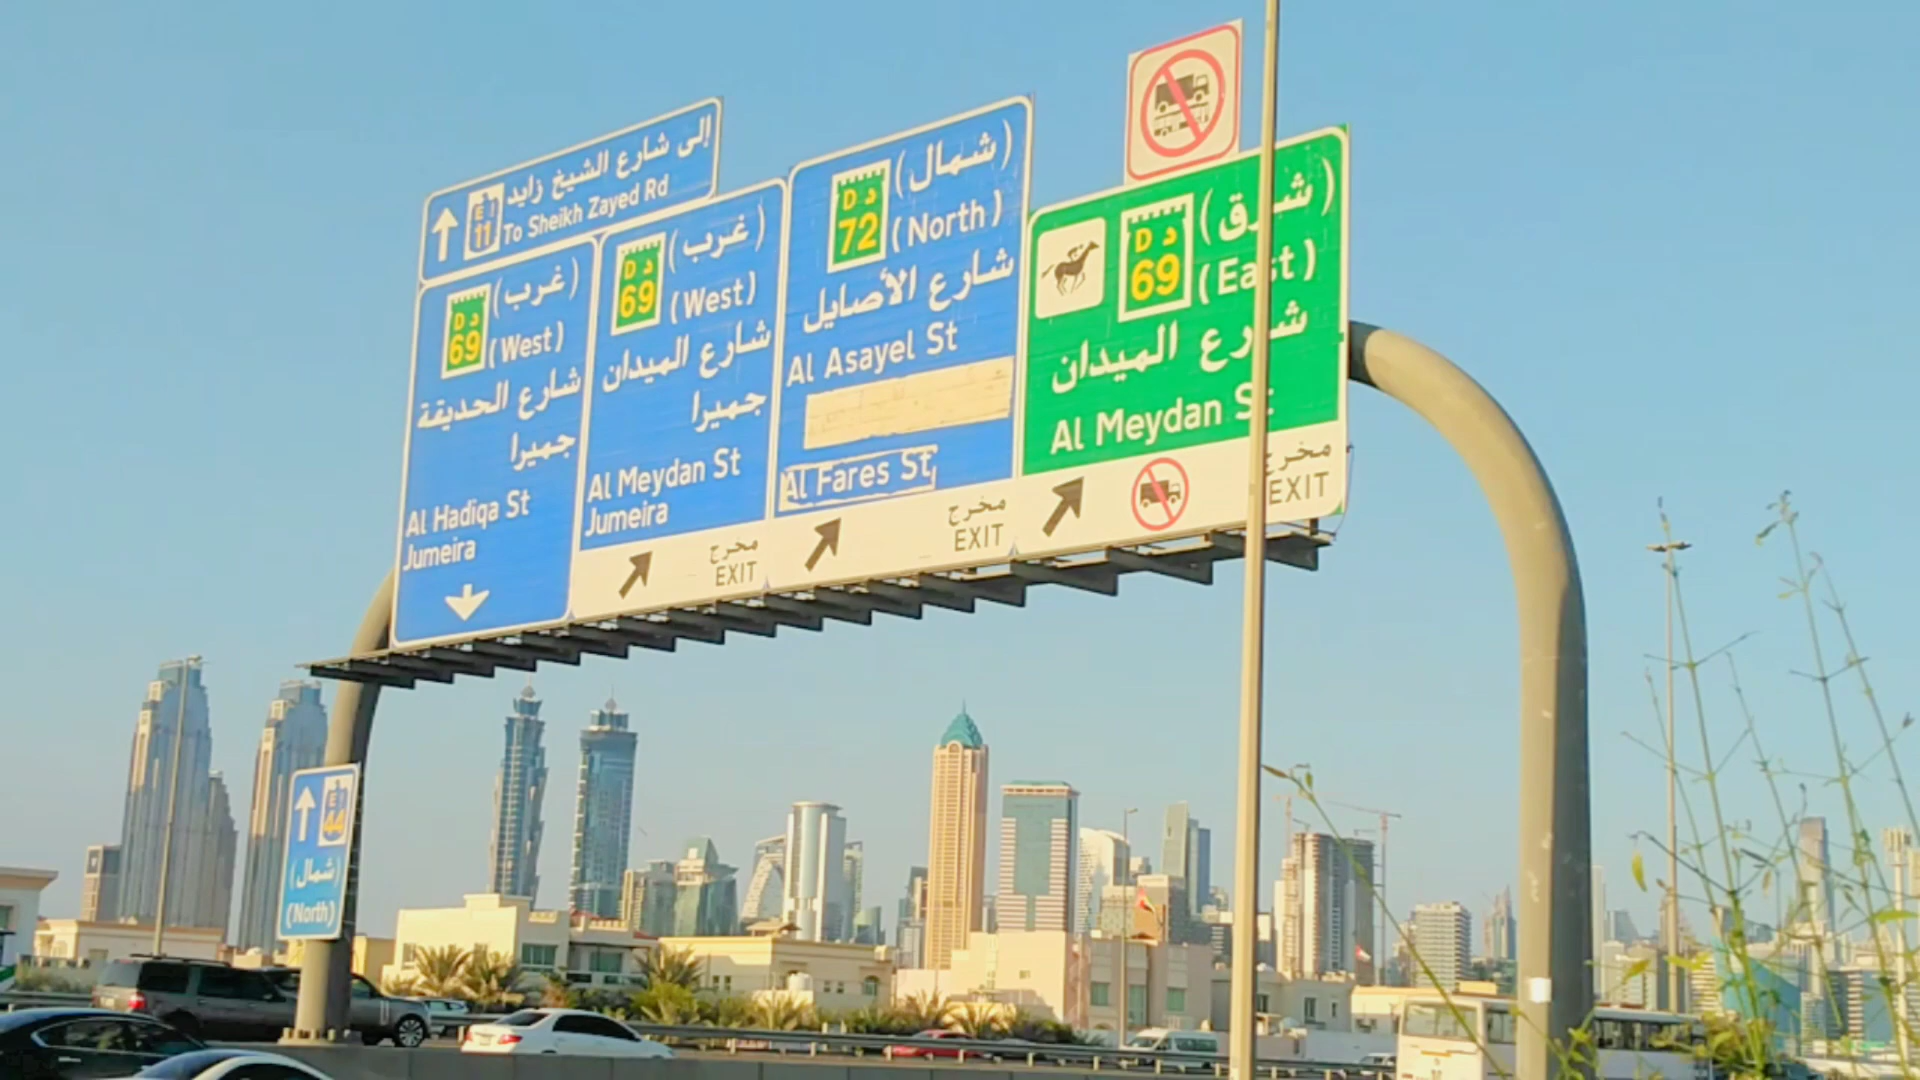 إلى شارع الشيخ زايد
E 11
To Sheikh Zayed Rd
(غرب)
D د
69
(West)
شارع الحديقة
جميرا
Al Hadiqa St
Jumeira
(غرب)
D د
69
(West)
شارع الميدان
جميرا
Al Meydan St
Jumeira
مخرج
EXIT
(شمال)
D د
72
(North)
شارع الأصايل
Al Asayel St
Al Fares St
مخرج
EXIT
(شرق)
D د
69
(East)
شارع الميدان
Al Meydan St
مخرج
EXIT
E
44
(شمال)
(North)